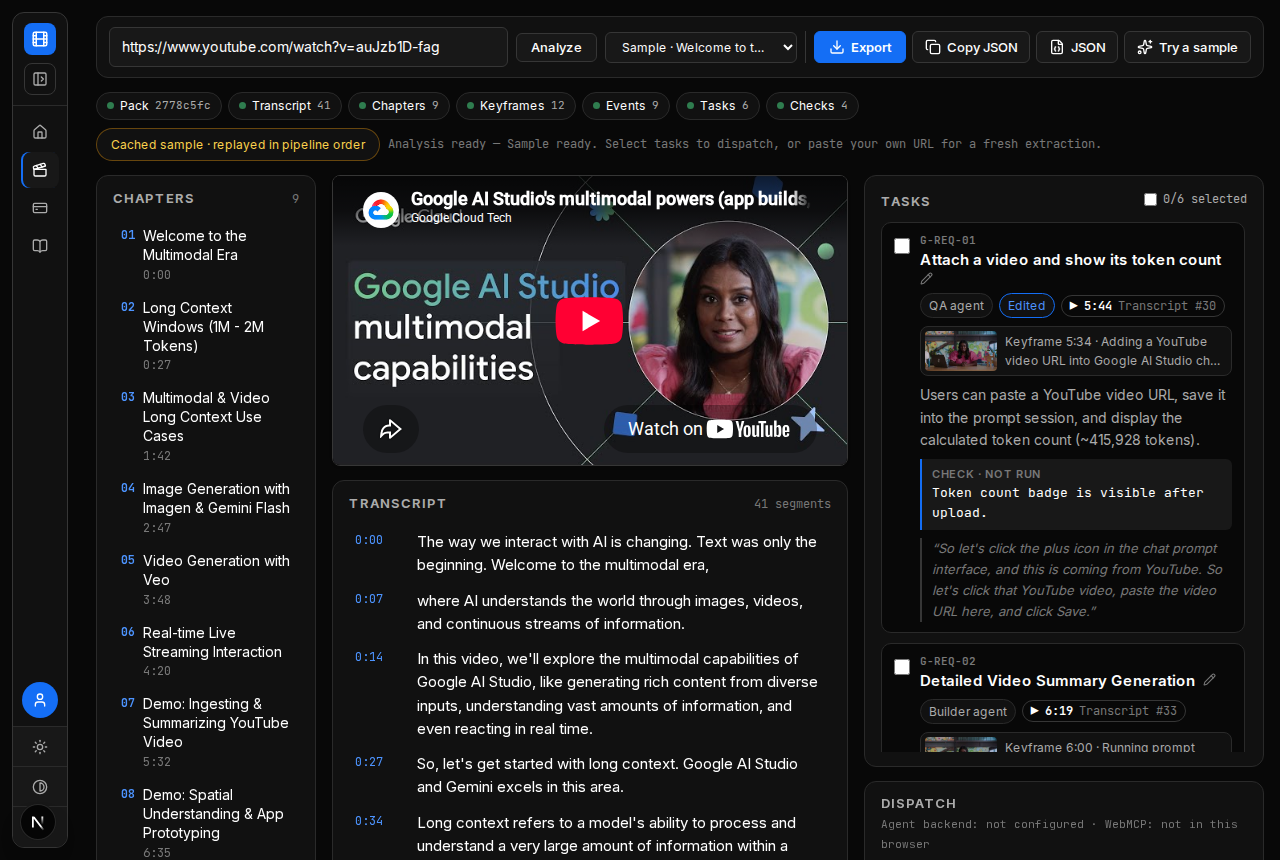 https://www.youtube.com/watch?v=auJzb1D-fag
Analyze
Sample · Welcome to t...
Export
Copy JSON
JSON
Try a sample
Pack 2778c5fc
Transcript 41
Chapters 9
Keyframes 12
Events 9
Tasks 6
Checks 4
Cached sample · replayed in pipeline order
Analysis ready — Sample ready. Select tasks to dispatch, or paste your own URL for a fresh extraction.
CHAPTERS 9
01 Welcome to the
Multimodal Era
0:00
02 Long Context
Windows (1M - 2M
Tokens)
0:27
03 Multimodal & Video
Long Context Use
Cases
1:42
04 Image Generation with
Imagen & Gemini Flash
2:47
05 Video Generation with
Veo
3:48
06 Real-time Live
Streaming Interaction
4:20
07 Demo: Ingesting &
Summarizing YouTube
Video
5:32
08 Demo: Spatial
Understanding & App
Prototyping
6:35
Google AI Studio's multimodal powers (app builds,
Google Cloud Tech
Google Cloud
Google AI Studio
multimodal
capabilities
Watch on YouTube
TRANSCRIPT 41 segments
0:00 The way we interact with AI is changing. Text was only the
beginning. Welcome to the multimodal era,
0:07 where AI understands the world through images, videos,
and continuous streams of information.
0:14 In this video, we'll explore the multimodal capabilities of
Google AI Studio, like generating rich content from diverse
inputs, understanding vast amounts of information, and
even reacting in real time.
0:27 So, let's get started with long context. Google AI Studio
and Gemini excels in this area.
0:34 Long context refers to a model's ability to process and
understand a very large amount of information within a
TASKS 0/6 selected
G-REQ-01
Attach a video and show its token count
QA agent Edited ▶ 5:44 Transcript #30
Keyframe 5:34 · Adding a YouTube
video URL into Google AI Studio ch...
Users can paste a YouTube video URL, save it
into the prompt session, and display the
calculated token count (~415,928 tokens).
CHECK · NOT RUN
Token count badge is visible after
upload.
“So let's click the plus icon in the chat prompt
interface, and this is coming from YouTube. So
let's click that YouTube video, paste the video
URL here, and click Save.”
G-REQ-02
Detailed Video Summary Generation
Builder agent ▶ 6:19 Transcript #33
Keyframe 6:00 · Running prompt
DISPATCH
Agent backend: not configured · WebMCP: not in this
browser
N